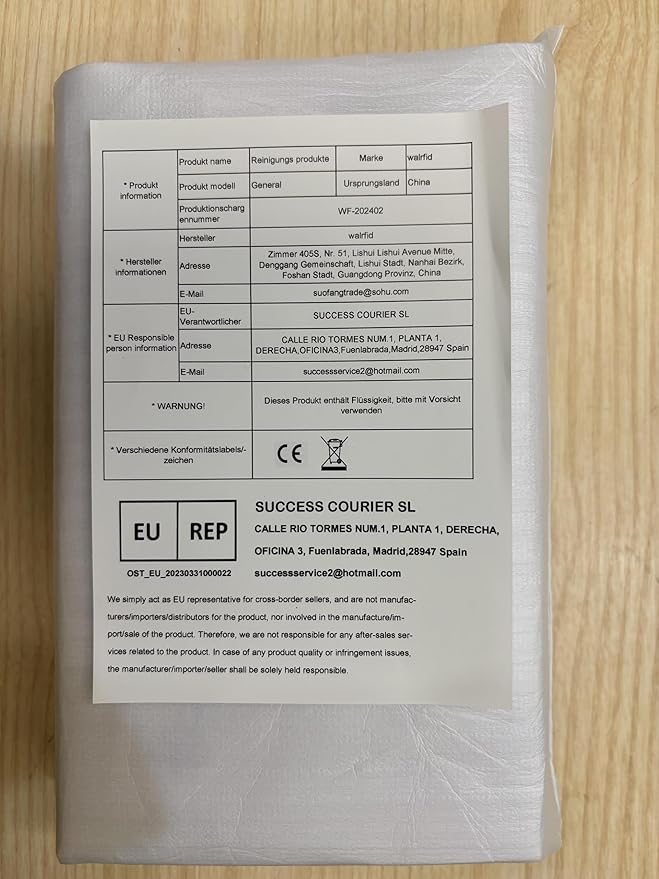 * Produkt information
Produkt name
Reinigungs produkte
Marke
walrfid
Produkt modell
General
Ursprungsland
China
Produktionscharg
ennummer
WF-202402
* Hersteller
informationen
Hersteller
walrfid
Adresse
Zimmer 405S, Nr. 51, Lishui Lishui Avenue Mitte,
Denggang Gemeinschaft, Lishui Stadt, Nanhai Bezirk,
Foshan Stadt, Guangdong Provinz, China
E-Mail
suofangtrade@sohu.com
* EU Responsible
person information
EU-
Verantwortlicher
SUCCESS COURIER SL
Adresse
CALLE RIO TORMES NUM.1, PLANTA 1,
DERECHA,OFICINA3,Fuenlabrada,Madrid,28947 Spain
E-Mail
successservice2@hotmail.com
* WARNUNG!
Dieses Produkt enthält Flüssigkeit, bitte mit Vorsicht
verwenden
* Verschiedene Konformitätslabels/-
zeichen
CE
EU REP
OST_EU_20230331000022
SUCCESS COURIER SL
CALLE RIO TORMES NUM.1, PLANTA 1, DERECHA,
OFICINA 3, Fuenlabrada, Madrid,28947 Spain
successservice2@hotmail.com
We simply act as EU representative for cross-border sellers, and are not manufac-
turers/importers/distributors for the product, nor involved in the manufacture/im-
port/sale of the product. Therefore, we are not responsible for any after-sales ser-
vices related to the product. In case of any product quality or infringement issues,
the manufacturer/importer/seller shall be solely held responsible.